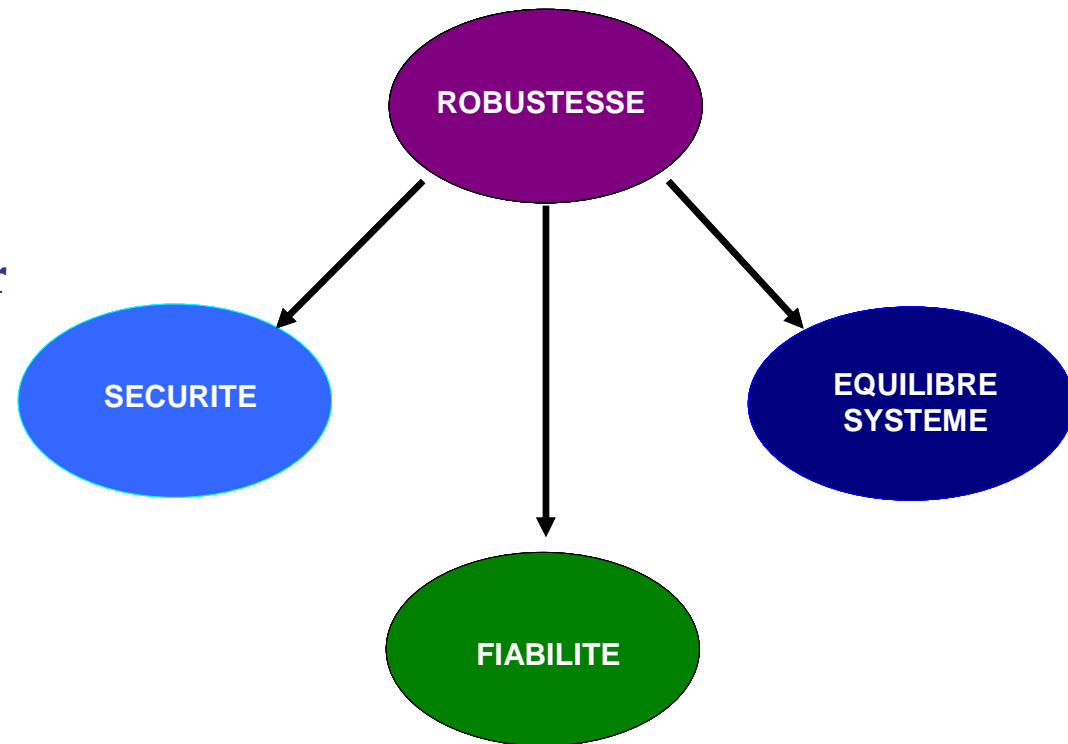 ROBUSTESSE
r
SECURITE
EQUILIBRE
SYSTEME
FIABILITE